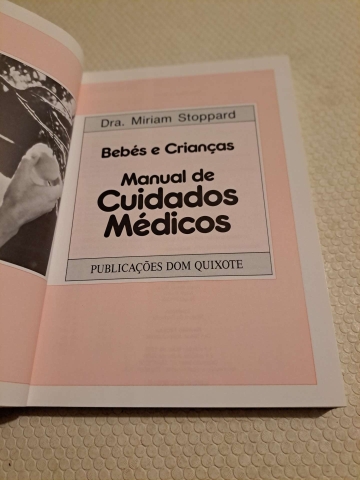 Dra. Miriam Stoppard
Bebés e Crianças
Manual de
Cuidados
Médicos
PUBLICAÇÕES DOM QUIXOTE